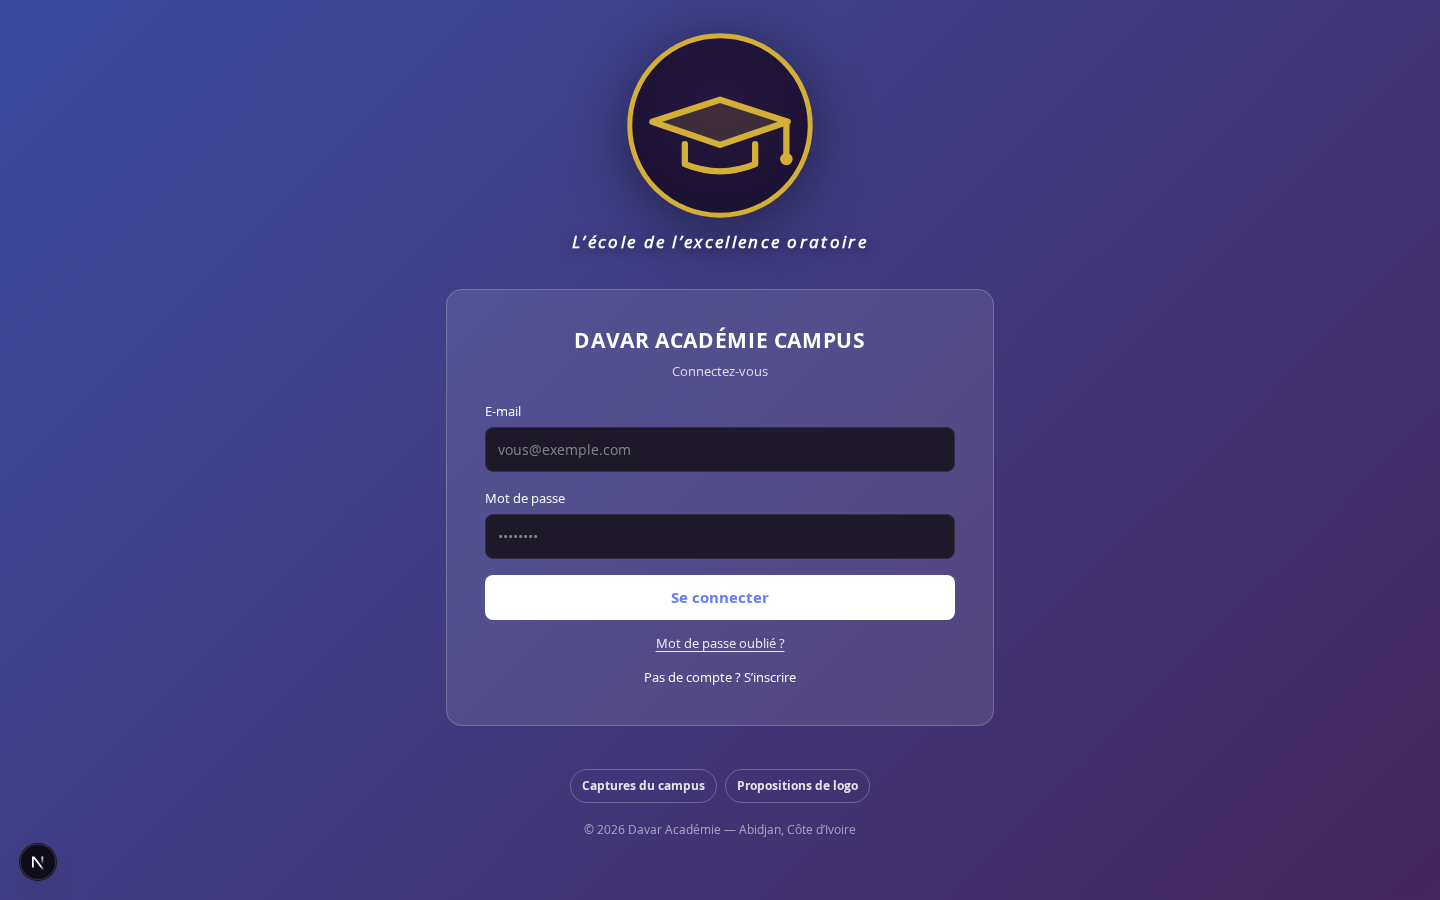 L’école de l’excellence oratoire
DAVAR ACADÉMIE CAMPUS
Connectez-vous
E-mail
vous@exemple.com
Mot de passe
••••••••
Se connecter
Mot de passe oublié ?
Pas de compte ? S’inscrire
Captures du campus
Propositions de logo
© 2026 Davar Académie — Abidjan, Côte d’Ivoire
N